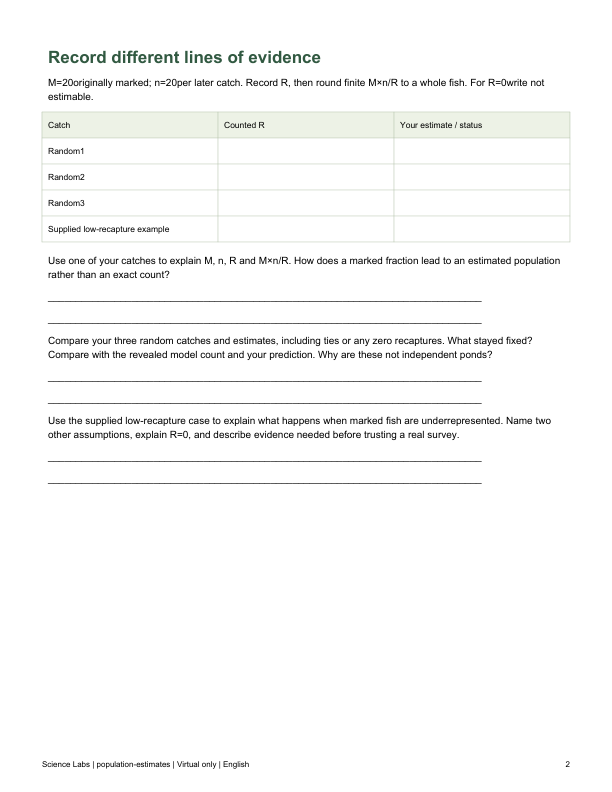 Record different lines of evidence
M=20originally marked; n=20per later catch. Record R, then round finite M×n/R to a whole fish. For R=0write not
estimable.
Catch Counted R Your estimate / status
Random1
Random2
Random3
Supplied low-recapture example
Use one of your catches to explain M, n, R and M×n/R. How does a marked fraction lead to an estimated population
rather than an exact count?
Compare your three random catches and estimates, including ties or any zero recaptures. What stayed fixed?
Compare with the revealed model count and your prediction. Why are these not independent ponds?
Use the supplied low-recapture case to explain what happens when marked fish are underrepresented. Name two
other assumptions, explain R=0, and describe evidence needed before trusting a real survey.
Science Labs | population-estimates | Virtual only | English 2